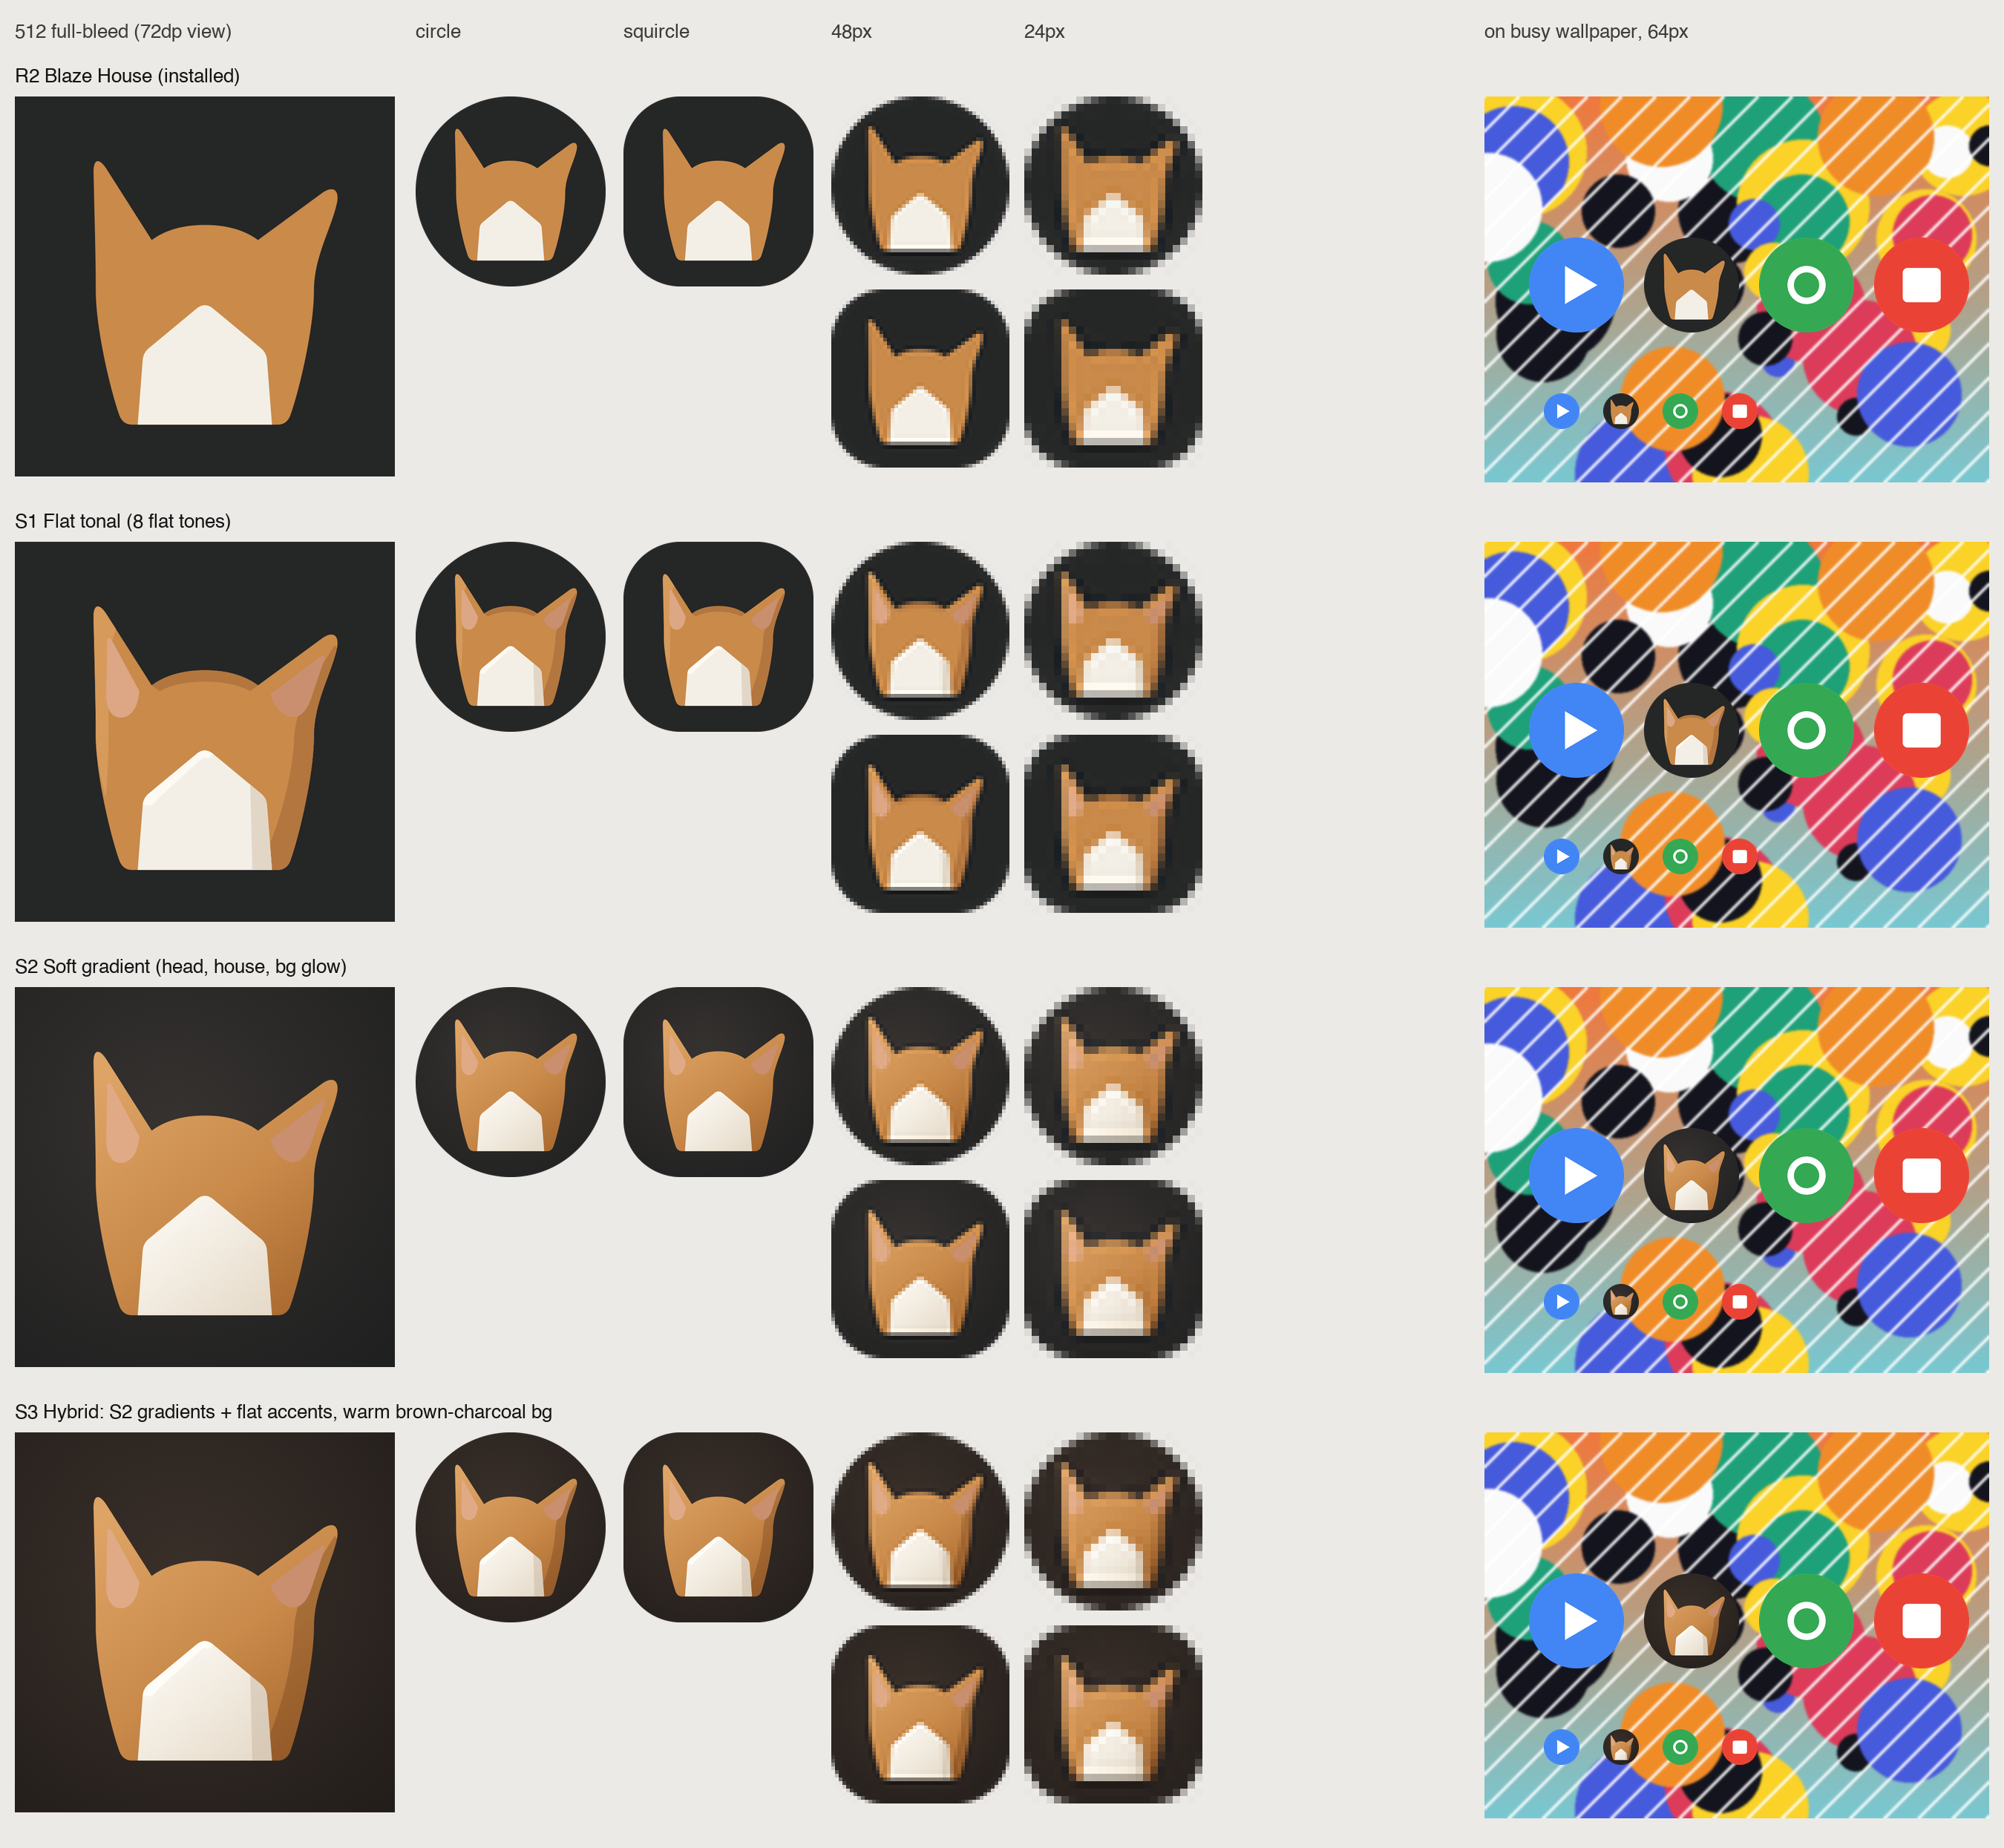 512 full-bleed (72dp view) circle squircle 48px 24px on busy wallpaper, 64px
R2 Blaze House (installed)
S1 Flat tonal (8 flat tones)
S2 Soft gradient (head, house, bg glow)
S3 Hybrid: S2 gradients + flat accents, warm brown-charcoal bg